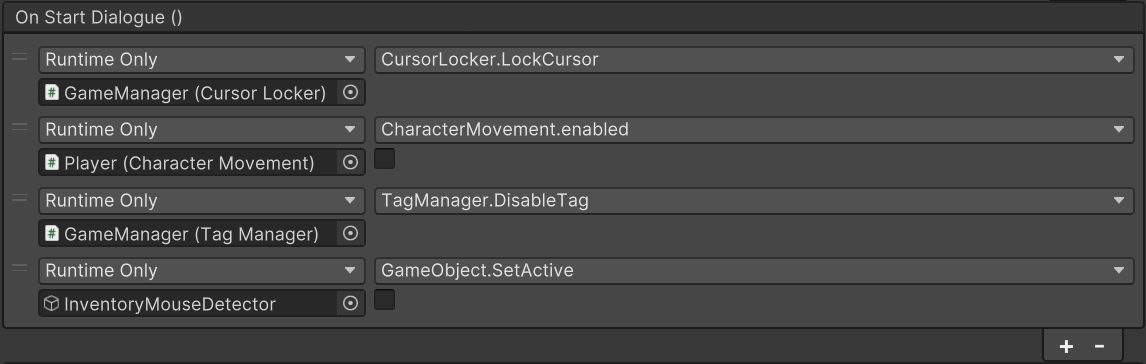 On Start Dialogue ()
Runtime Only CursorLocker.LockCursor
GameManager (Cursor Locker)
Runtime Only CharacterMovement.enabled
Player (Character Movement)
Runtime Only TagManager.DisableTag
GameManager (Tag Manager)
Runtime Only GameObject.SetActive
InventoryMouseDetector
+ -